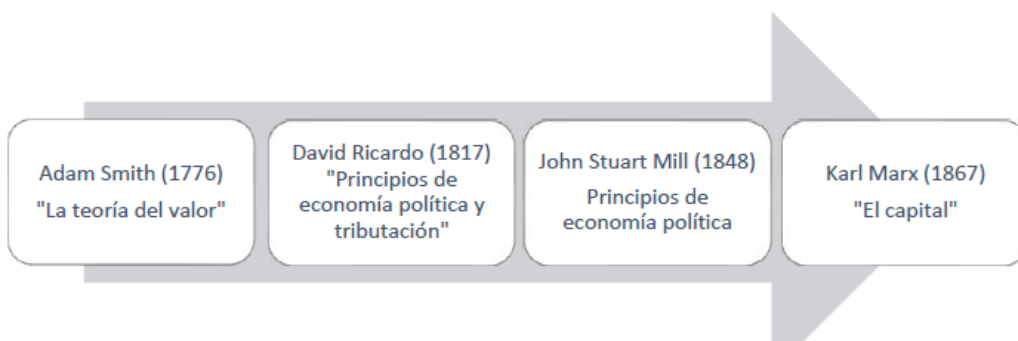 Adam Smith (1776)
"La teoría del valor"
David Ricardo (1817)
"Principios de
economía política y
tributación"
John Stuart Mill (1848)
Principios de
economía política
Karl Marx (1867)
"El capital"